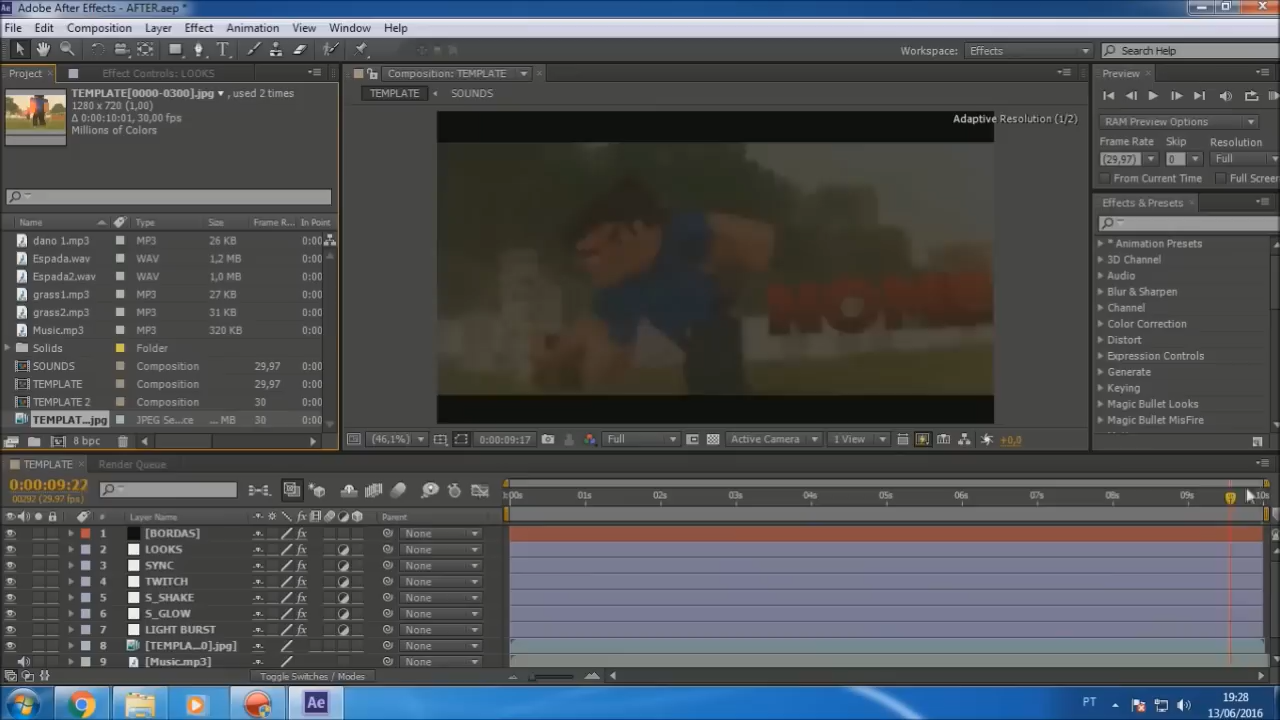 Adobe After Effects - AFTER.aep *
File Edit Composition Layer Effect Animation View Window Help
Workspace: Effects Search Help
Project Effect Controls: LOOKS
Composition: TEMPLATE
Preview
TEMPLATE[0000-0300].jpg , used 2 times
1280 x 720 (1,00)
Δ 0:00:10:01, 30,00 fps
Millions of Colors
TEMPLATE SOUNDS
Adaptive Resolution (1/2)
RAM Preview Options
Frame Rate Skip Resolution
(29,97) 0 Full
From Current Time Full Screen
Effects & Presets
Name Type Size Frame R... In Point
dano 1.mp3 MP3 26 KB 0:00
Espada.wav WAV 1,2 MB 0:00
Espada2.wav WAV 1,0 MB 0:00
grass1.mp3 MP3 27 KB 0:00
grass2.mp3 MP3 31 KB 0:00
Music.mp3 MP3 320 KB 0:00
Solids Folder
SOUNDS Composition 29,97 0:00
TEMPLATE Composition 29,97 0:00
TEMPLATE 2 Composition 30 0:00
TEMPLAT...jpg JPEG Se...ce ... MB 30 0:00
8 bpc
* Animation Presets
3D Channel
Audio
Blur & Sharpen
Channel
Color Correction
Distort
Expression Controls
Generate
Keying
Magic Bullet Looks
Magic Bullet MisFire
(46,1%) 0:00:09:17 Full Active Camera 1 View +0,0
TEMPLATE Render Queue
0:00:09:22
00292 (29,97 fps)
:00s 01s 02s 03s 04s 05s 06s 07s 08s 09s 10s
# Layer Name Parent
1 [BORDAS] None
2 LOOKS None
3 SYNC None
4 TWITCH None
5 S_SHAKE None
6 S_GLOW None
7 LIGHT BURST None
8 [TEMPLA...0].jpg] None
9 [Music.mp3] None
Toggle Switches / Modes
PT
19:28
13/06/2016